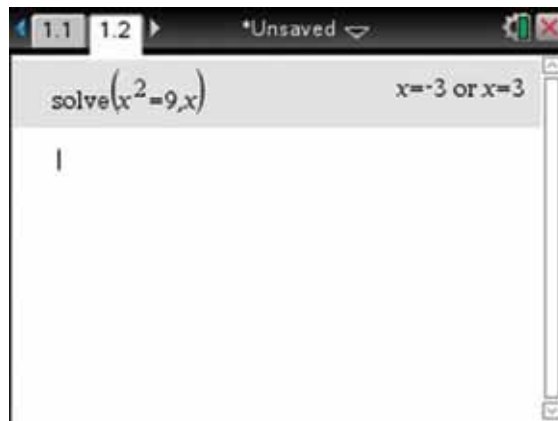 1.1 1.2 *Unsaved
solve(x²=9,x) x=-3 or x=3